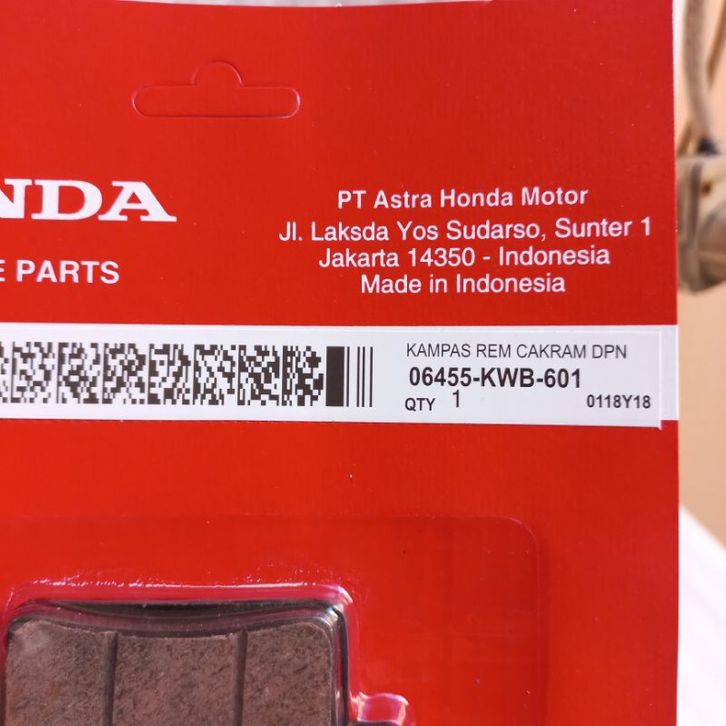 NDA
E PARTS
PT Astra Honda Motor
Jl. Laksda Yos Sudarso, Sunter 1
Jakarta 14350 - Indonesia
Made in Indonesia
KAMPAS REM CAKRAM DPN
06455-KWB-601
QTY 1
0118Y18